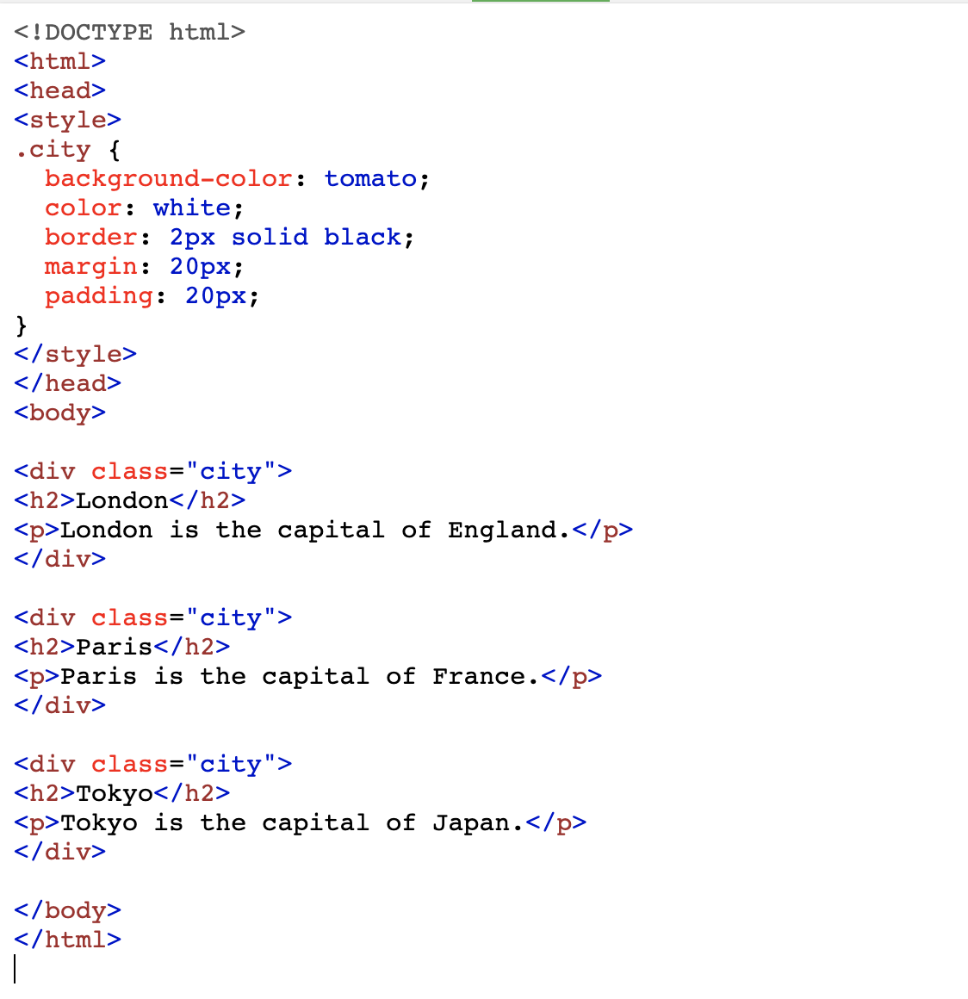 <!DOCTYPE html>
<html>
<head>
<style>
.city {
  background-color: tomato;
  color: white;
  border: 2px solid black;
  margin: 20px;
  padding: 20px;
}
</style>
</head>
<body>

<div class="city">
<h2>London</h2>
<p>London is the capital of England.</p>
</div>

<div class="city">
<h2>Paris</h2>
<p>Paris is the capital of France.</p>
</div>

<div class="city">
<h2>Tokyo</h2>
<p>Tokyo is the capital of Japan.</p>
</div>

</body>
</html>